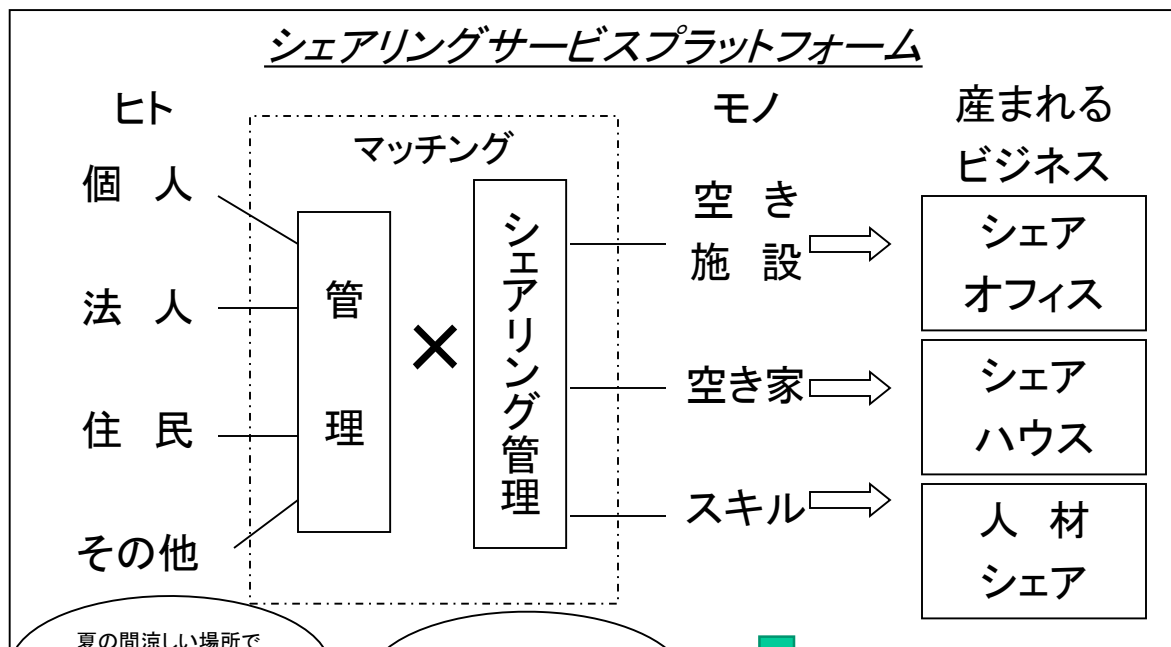 シェアリングサービスプラットフォーム
ヒト
個 人
法 人
住 民
その他
マッチング
管
理
×
シェアリング管理
モノ
空 き
施 設
空き家
スキル
産まれる
ビジネス
シェア
オフィス
シェア
ハウス
人 材
シェア
夏の間涼しい場所で